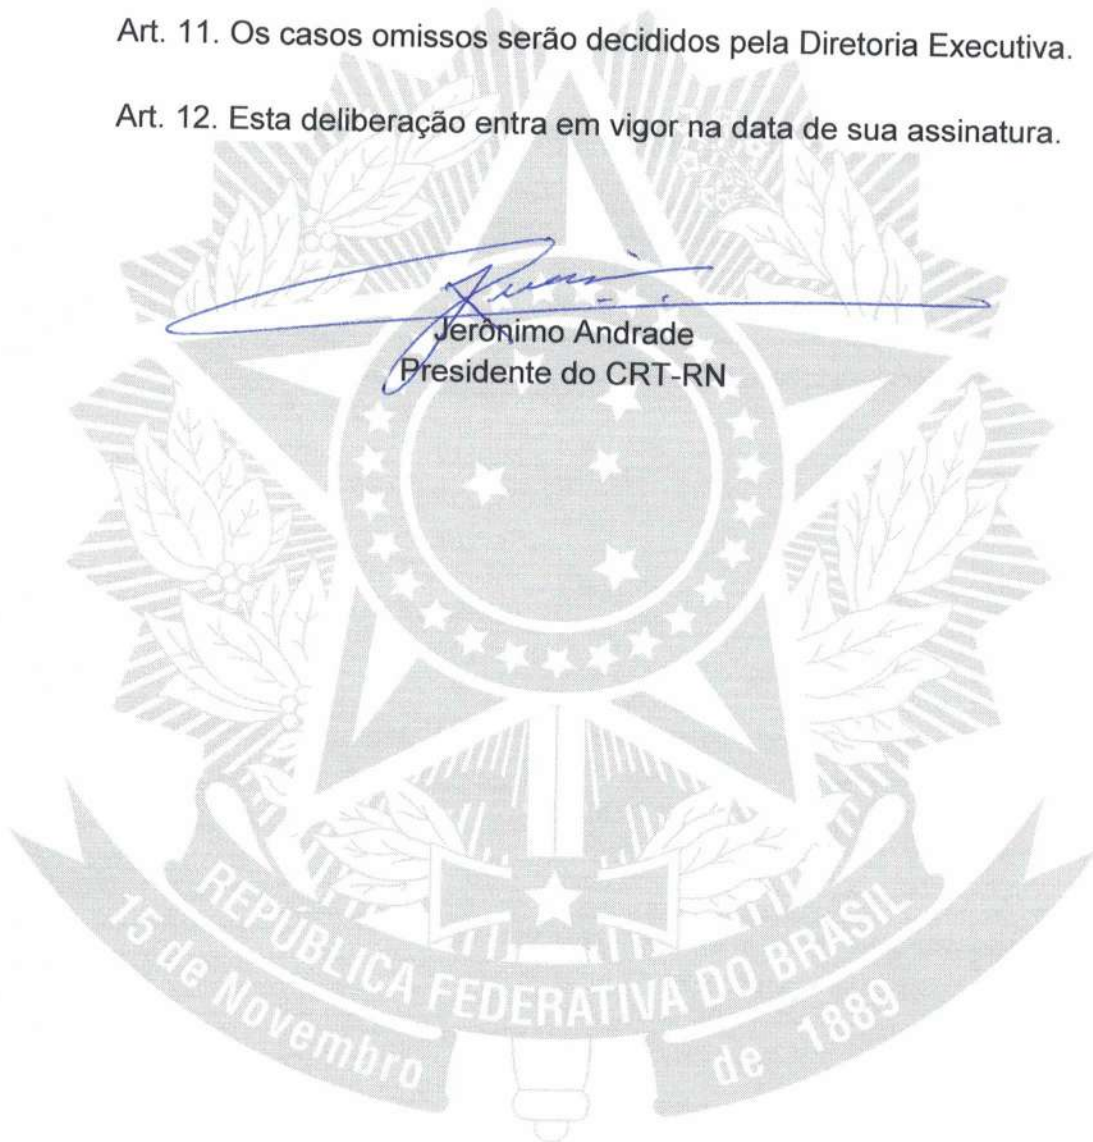 Art. 11. Os casos omissos serão decididos pela Diretoria Executiva.
Art. 12. Esta deliberação entra em vigor na data de sua assinatura.
Jerônimo Andrade
Presidente do CRT-RN
REPÚBLICA FEDERATIVA DO BRASIL
15 de Novembro de 1889